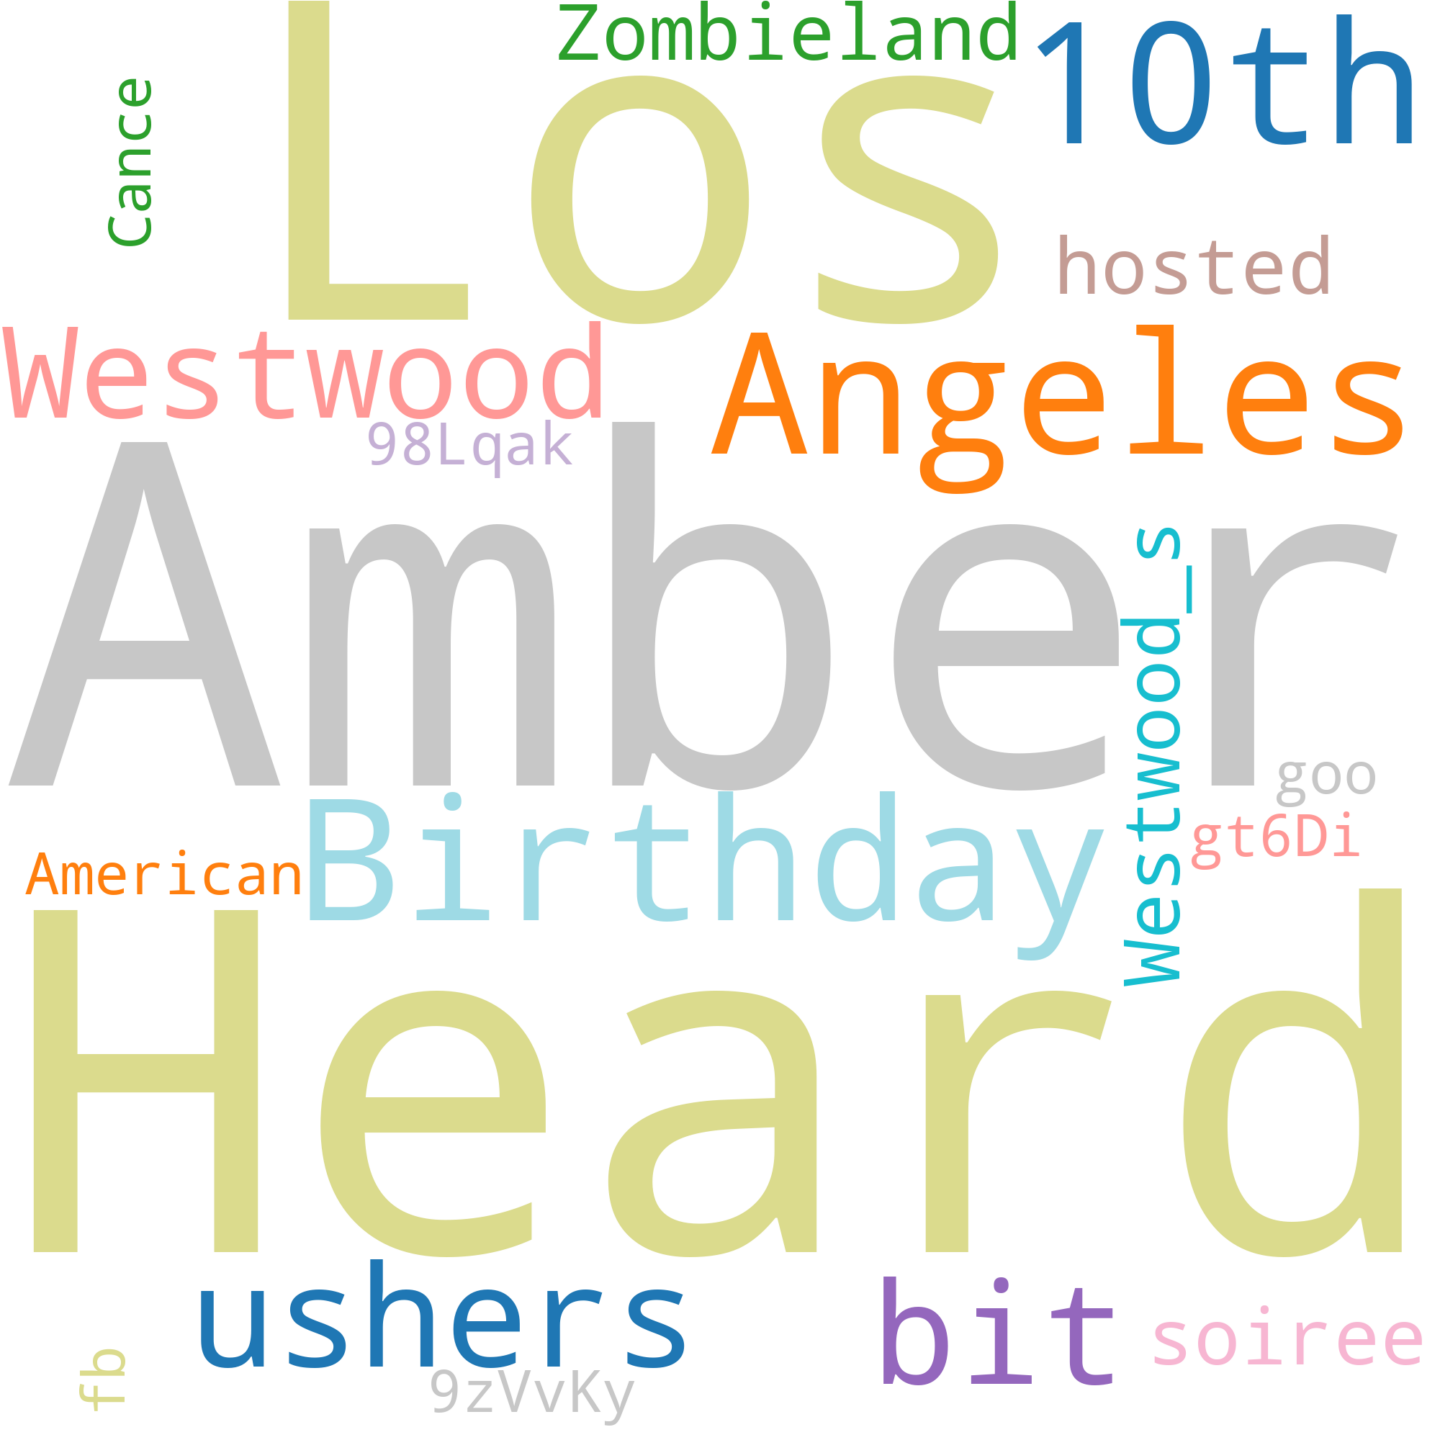 Zombieland
Los
10th
Cance
hosted
Westwood
Angeles
98Lqak
Amber
Westwood_s
goo
Birthday
gt6Di
American
Heard
ushers
bit
soiree
fb
9zVvKy